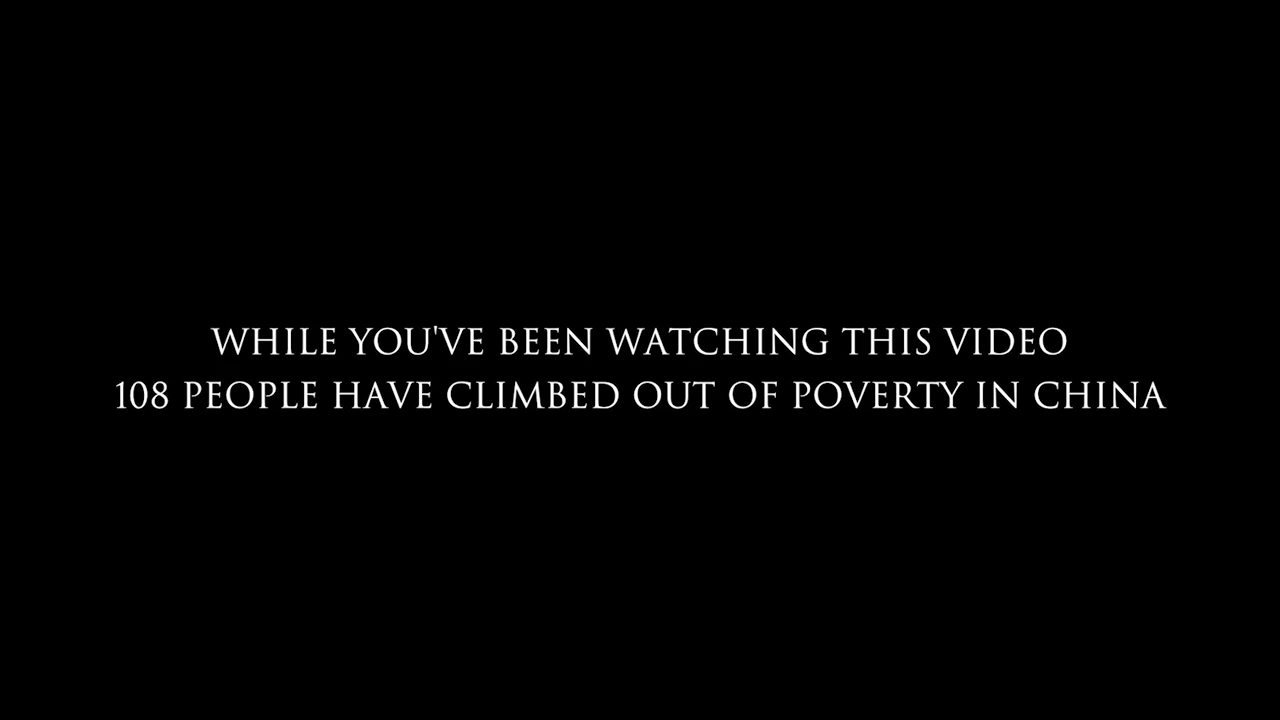 WHILE YOU'VE BEEN WATCHING THIS VIDEO
108 PEOPLE HAVE CLIMBED OUT OF POVERTY IN CHINA